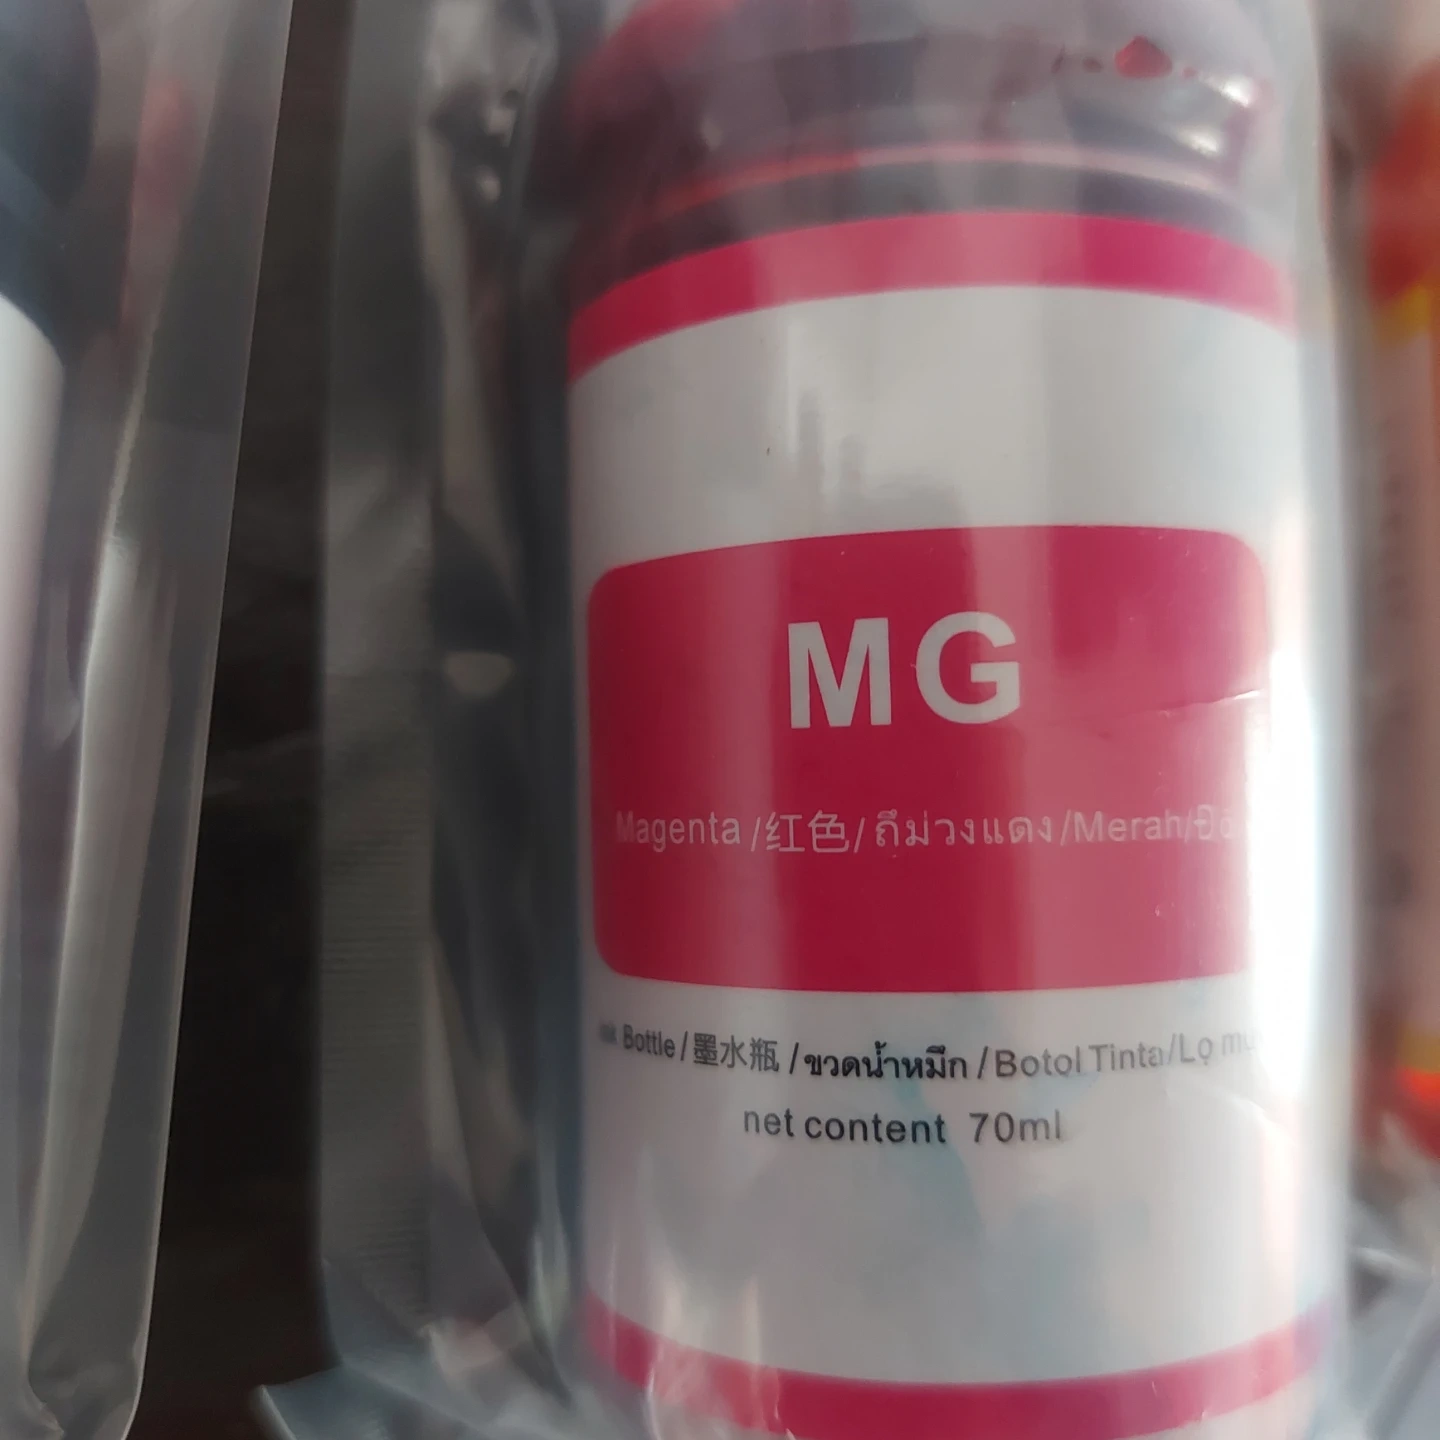 MG
Magenta/红色/ถึม่วงแดง/Merah/Đỏ
Bottle/墨水瓶/ขวดน้ำหมึก/Botol Tinta/Lọ
net content 70ml